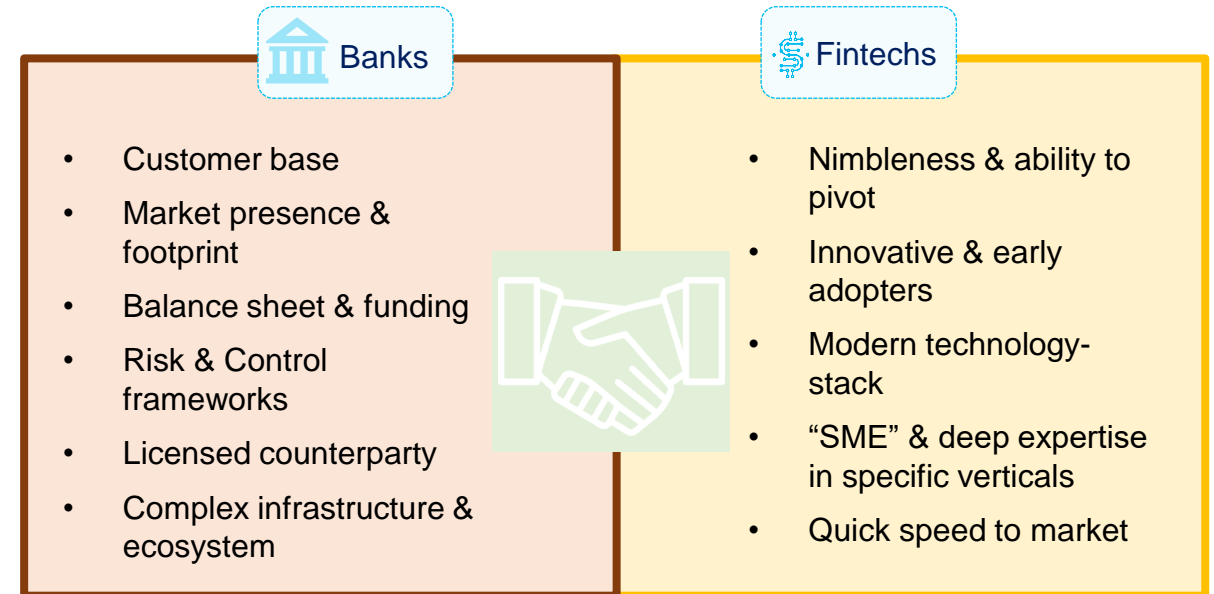 Banks
• Customer base
• Market presence &
footprint
• Balance sheet & funding
• Risk & Control
frameworks
• Licensed counterparty
• Complex infrastructure &
ecosystem
Fintechs
• Nimbleness & ability to
pivot
• Innovative & early
adopters
• Modern technology-
stack
• “SME” & deep expertise
in specific verticals
• Quick speed to market